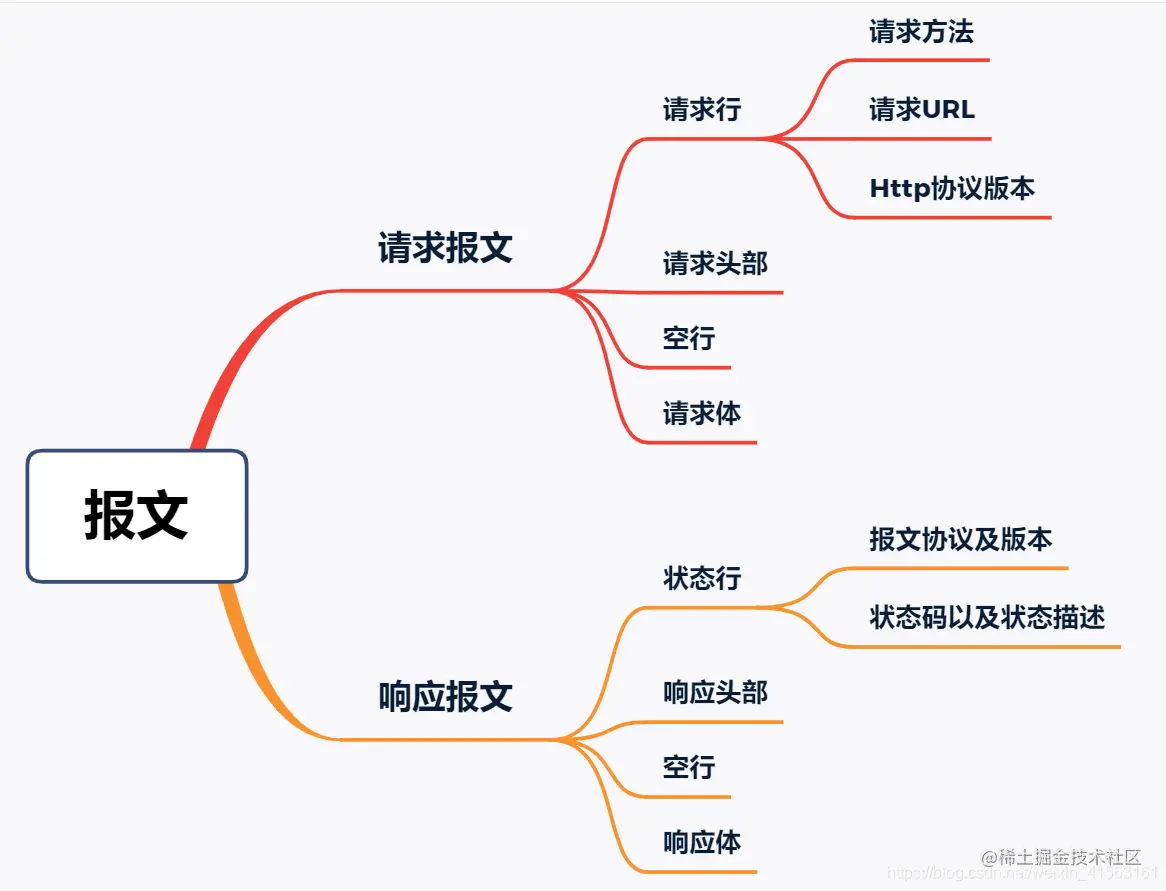 报文
请求报文
请求行
请求方法
请求URL
Http协议版本
请求头部
空行
请求体
响应报文
状态行
报文协议及版本
状态码以及状态描述
响应头部
空行
响应体
@稀土掘金技术社区
https://blog.csdn.net/weixin_41563161